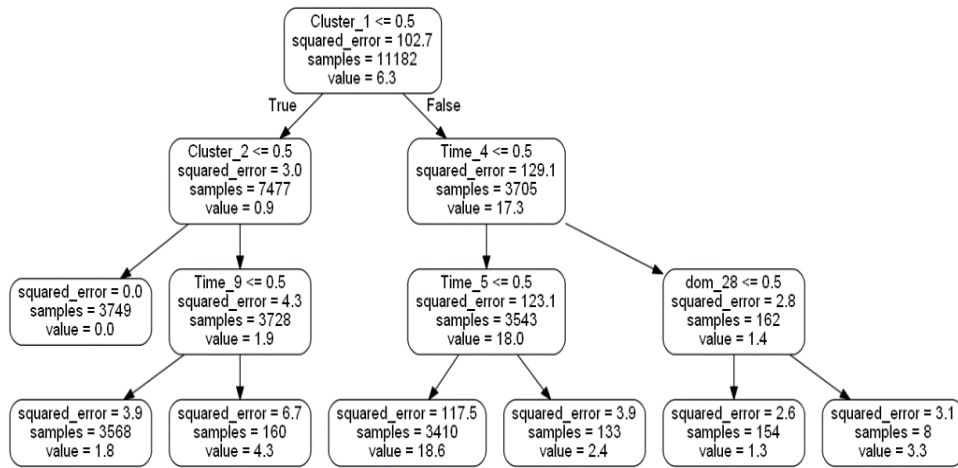 Cluster_1 <= 0.5
squared_error = 102.7
samples = 11182
value = 6.3
True
False
Cluster_2 <= 0.5
squared_error = 3.0
samples = 7477
value = 0.9
Time_4 <= 0.5
squared_error = 129.1
samples = 3705
value = 17.3
squared_error = 0.0
samples = 3749
value = 0.0
Time_9 <= 0.5
squared_error = 4.3
samples = 3728
value = 1.9
Time_5 <= 0.5
squared_error = 123.1
samples = 3543
value = 18.0
dom_28 <= 0.5
squared_error = 2.8
samples = 162
value = 1.4
squared_error = 3.9
samples = 3568
value = 1.8
squared_error = 6.7
samples = 160
value = 4.3
squared_error = 117.5
samples = 3410
value = 18.6
squared_error = 3.9
samples = 133
value = 2.4
squared_error = 2.6
samples = 154
value = 1.3
squared_error = 3.1
samples = 8
value = 3.3